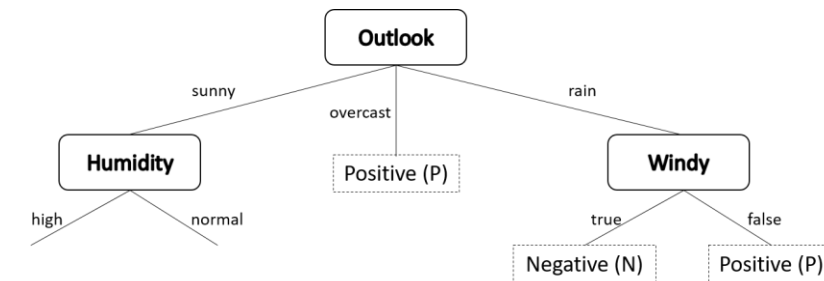 Outlook
sunny
overcast
rain
Humidity
Positive (P)
Windy
high
normal
true
false
Negative (N)
Positive (P)